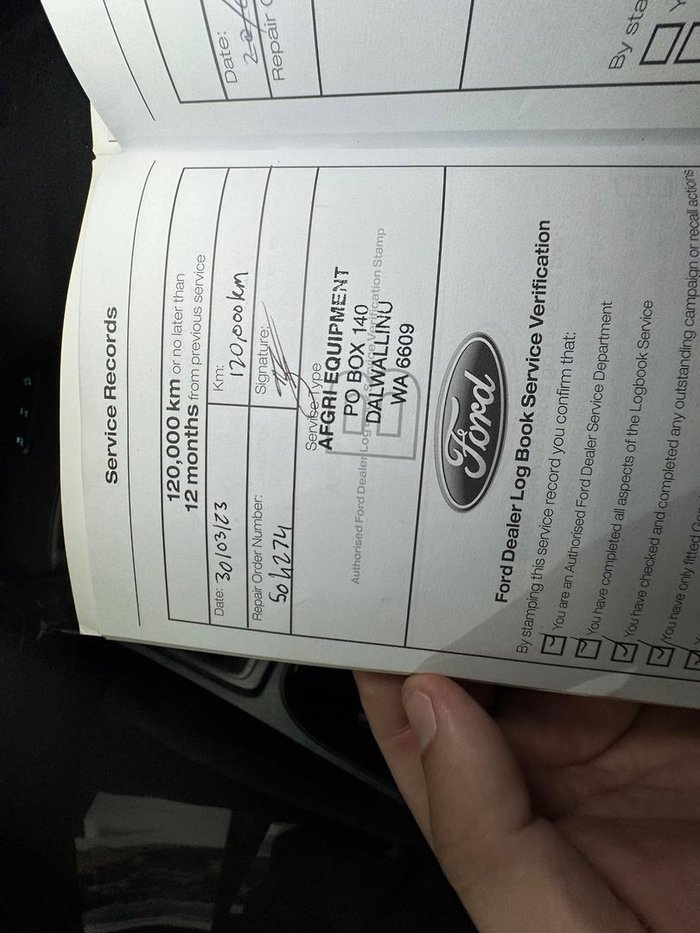 Date:
Repair
By sta
Service Records
120,000 km or no later than
12 months from previous service
Date: 30/03/23
Km: 120,000km
Repair Order Number:
Signature:
Service Type
AFGRI EQUIPMENT
PO BOX 140
DALWALLINU
WA 6609
Authorised Ford Dealer Log Service Verification Stamp
Ford
Ford Dealer Log Book Service Verification
By stamping this service record you confirm that:
You are an Authorised Ford Dealer Service Department
You have completed all aspects of the Logbook Service
You have checked and completed any outstanding campaign or recall actions
You have only fitted